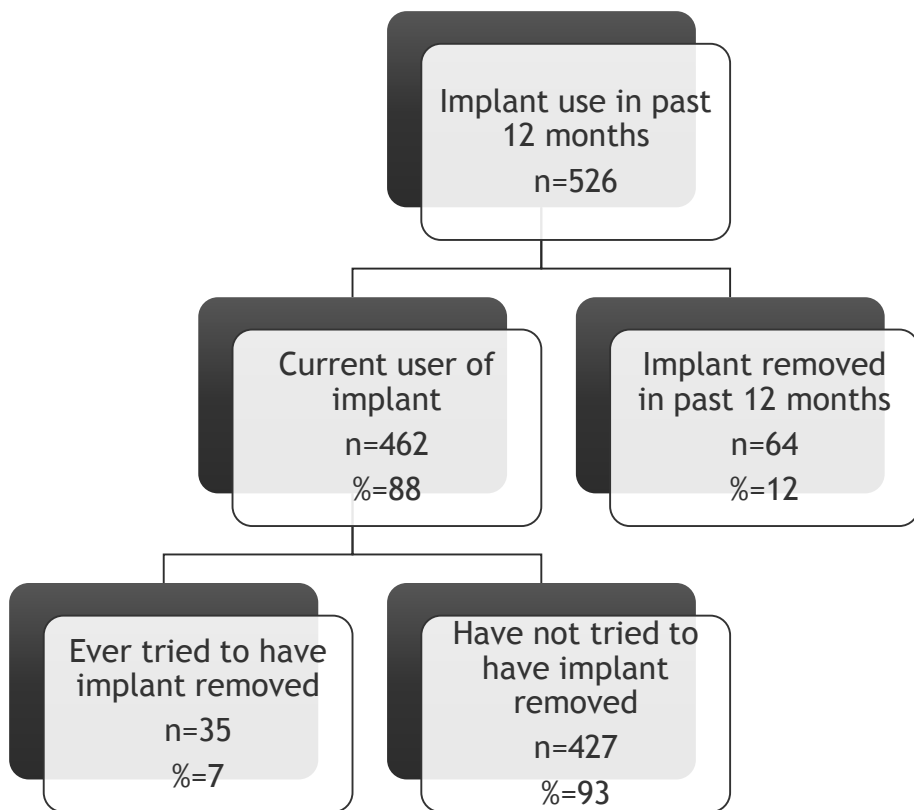 Implant use in past
12 months
n=526
Current user of
implant
n=462
%=88
Implant removed
in past 12 months
n=64
%=12
Ever tried to have
implant removed
n=35
%=7
Have not tried to
have implant
removed
n=427
%=93